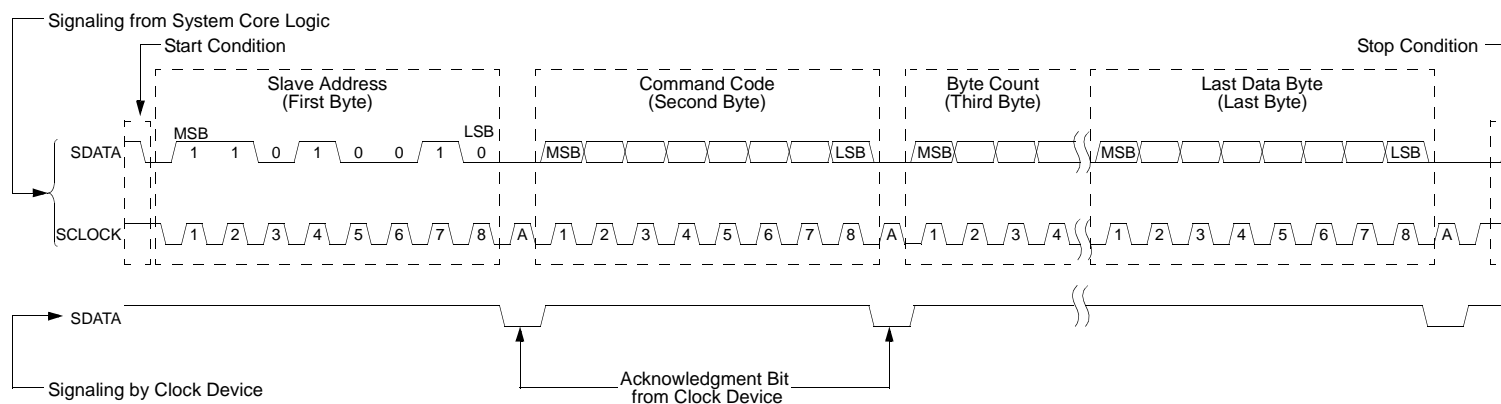 Signaling from System Core Logic
Start Condition
Stop Condition
Slave Address
(First Byte)
Command Code
(Second Byte)
Byte Count
(Third Byte)
Last Data Byte
(Last Byte)
MSB
LSB
SDATA
1 1 0 1 0 0 1 0
MSB
LSB
MSB
MSB
LSB
SCLOCK
1 2 3 4 5 6 7 8 A 1 2 3 4 5 6 7 8 A 1 2 3 4 1 2 3 4 5 6 7 8 A
SDATA
Signaling by Clock Device
Acknowledgment Bit
from Clock Device